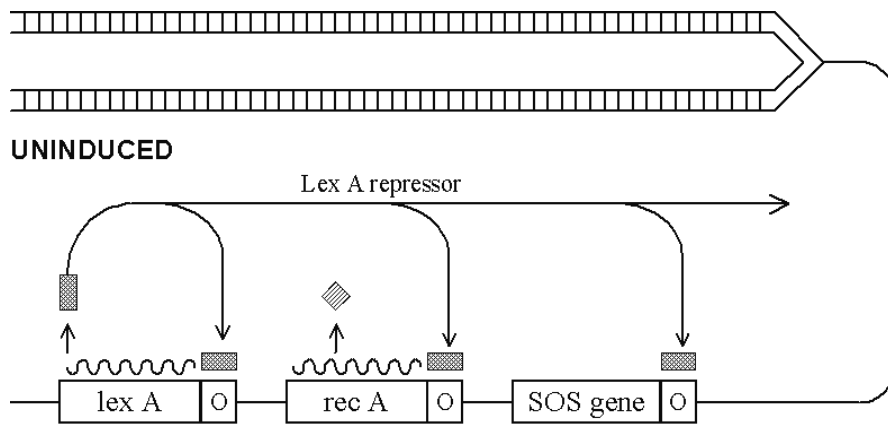 UNINDUCED
Lex A repressor
lex A O rec A O SOS gene O